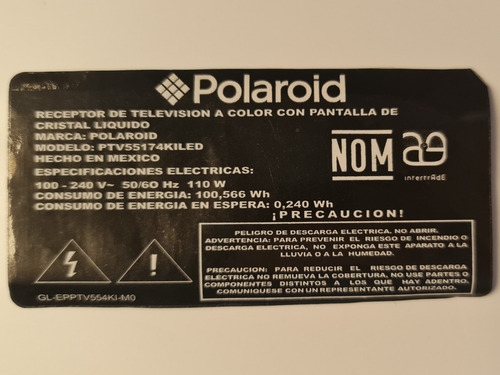 Polaroid
RECEPTOR DE TELEVISION A COLOR CON PANTALLA DE
CRISTAL LIQUIDO
MARCA: POLAROID
MODELO: PTV55174KILED
HECHO EN MEXICO
ESPECIFICACIONES ELECTRICAS:
100 - 240 V~ 50/60 Hz 110 W
CONSUMO DE ENERGIA: 100,566 Wh
CONSUMO DE ENERGIA EN ESPERA: 0,240 Wh
NOM
intertrAdE
¡PRECAUCION!
PELIGRO DE DESCARGA ELECTRICA, NO ABRIR.
ADVERTENCIA: PARA PREVENIR EL RIESGO DE INCENDIO O
DESCARGA ELECTRICA, NO EXPONGA ESTE APARATO A LA
LLUVIA O A LA HUMEDAD.
PRECAUCION: PARA REDUCIR EL RIESGO DE DESCARGA
ELECTRICA NO REMUEVA LA COBERTURA, NO USE PARTES O
COMPONENTES DISTINTOS A LOS QUE HAY ADENTRO.
COMUNIQUESE CON UN REPRESENTANTE AUTORIZADO.
GL-EPPTV554KI-M0